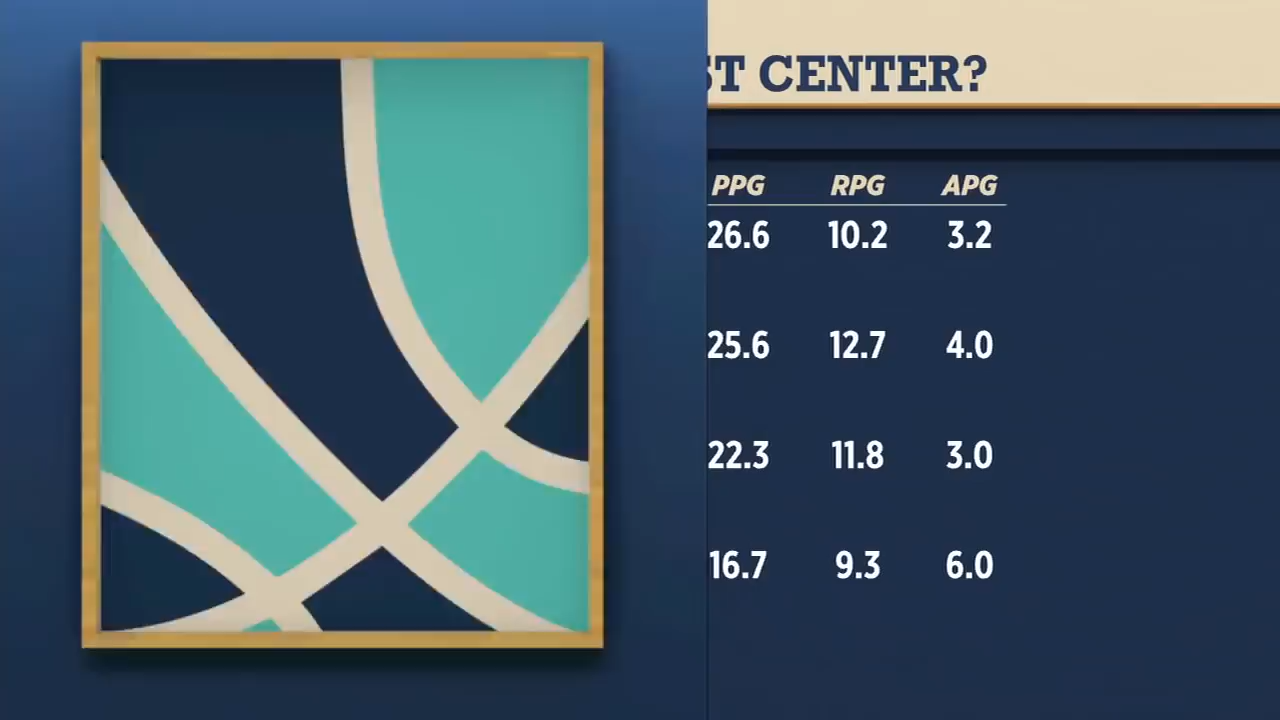 ST CENTER?
PPG RPG APG
26.6 10.2 3.2
25.6 12.7 4.0
22.3 11.8 3.0
16.7 9.3 6.0